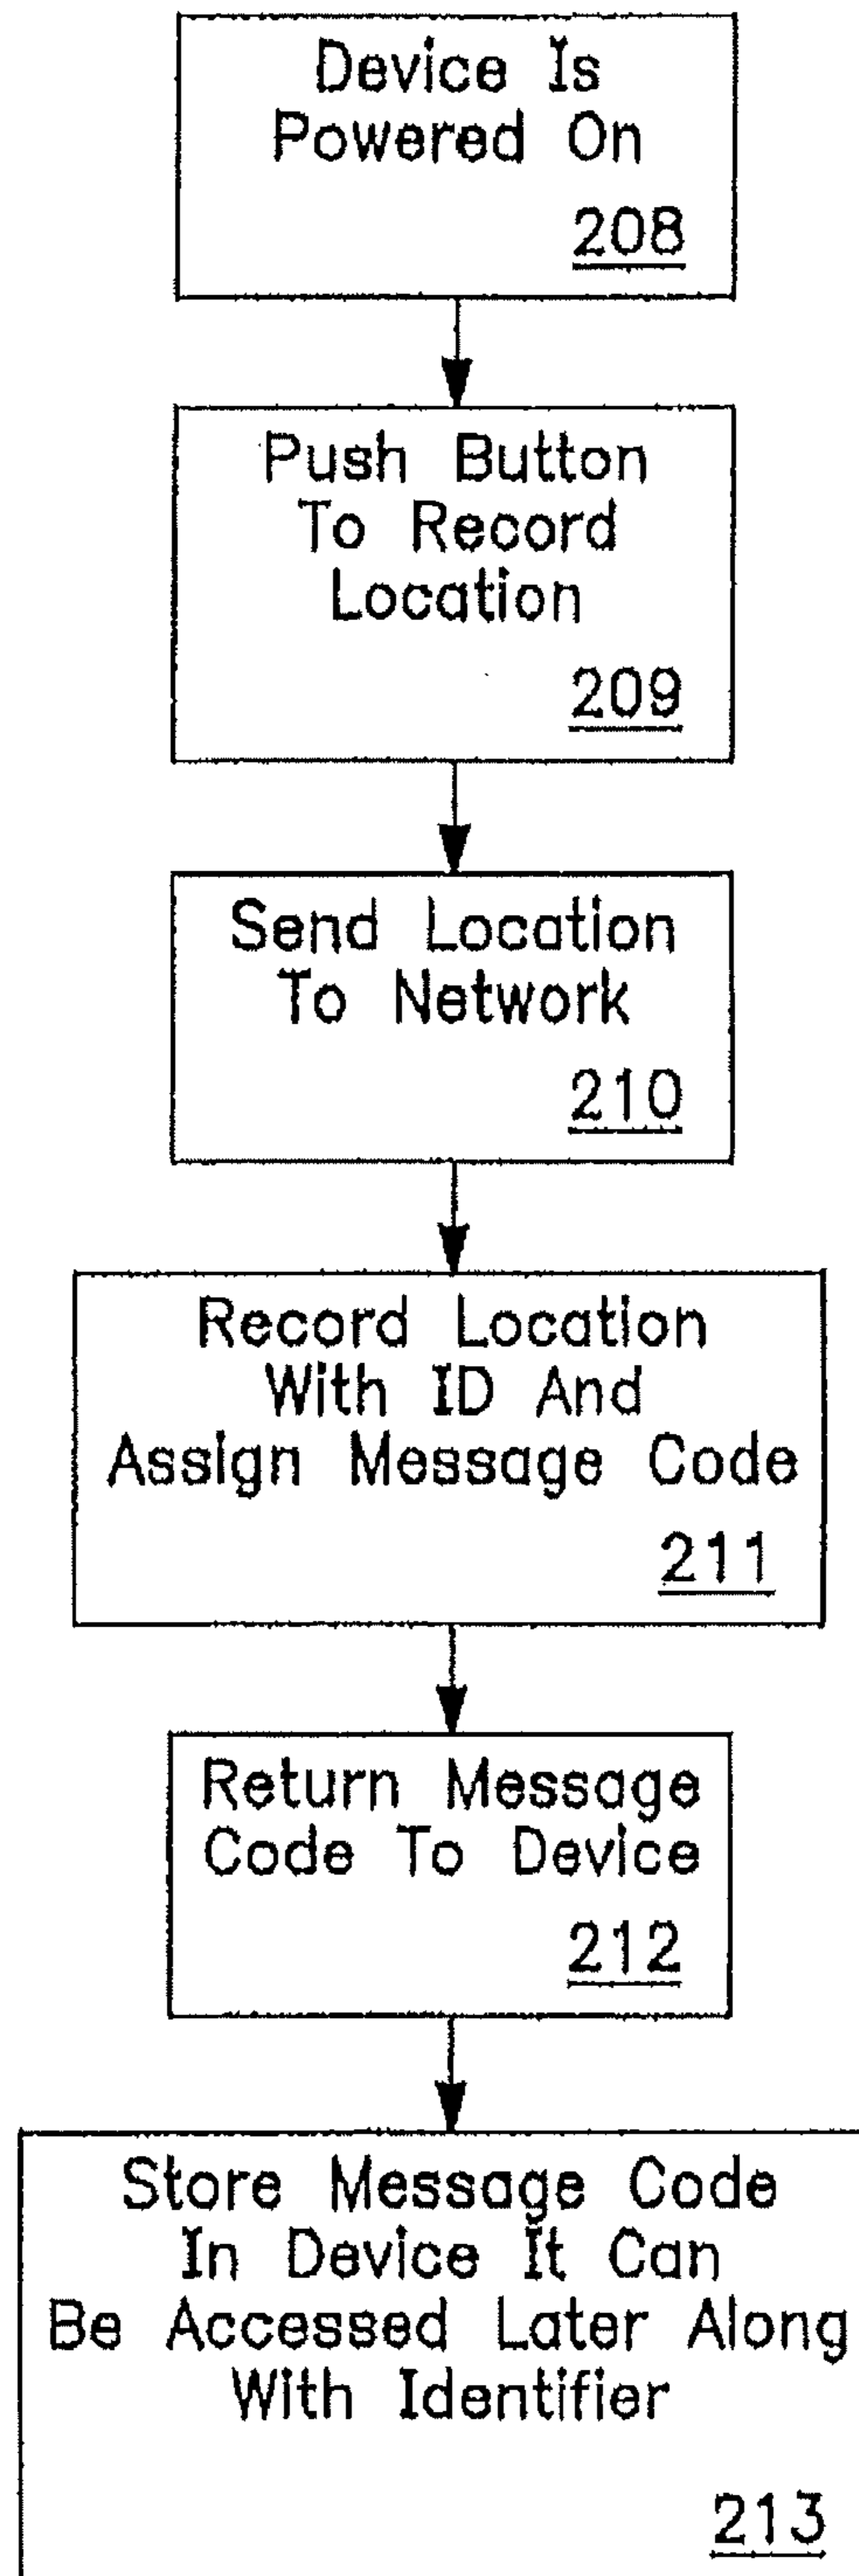 Device Is
Powered On
208
Push Button
To Record
Location
209
Send Location
To Network
210
Record Location
With ID And
Assign Message Code
211
Return Message
Code To Device
212
Store Message Code
In Device It Can
Be Accessed Later Along
With Identifier
213